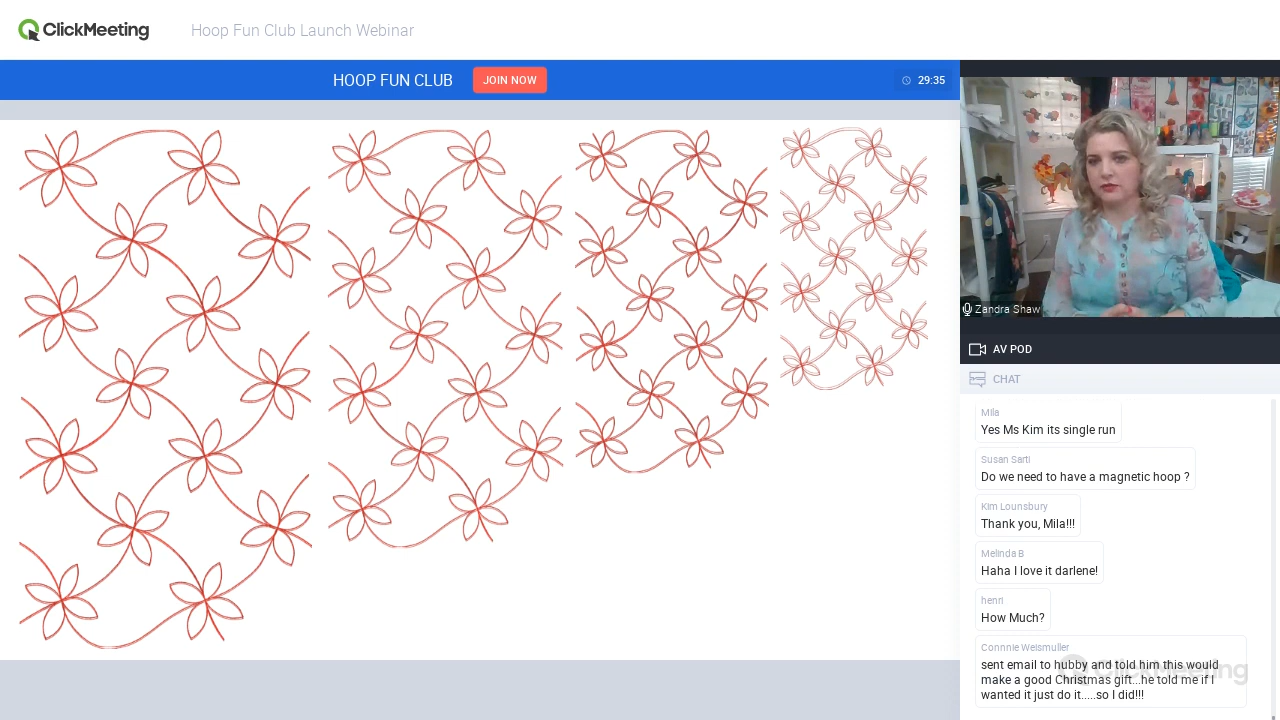 ClickMeeting
Hoop Fun Club Launch Webinar
HOOP FUN CLUB
JOIN NOW
29:35
Zandra Shaw
AV POD
CHAT
Mila
Yes Ms Kim its single run
Susan Sarti
Do we need to have a magnetic hoop ?
Kim Lounsbury
Thank you, Mila!!!
Melinda B
Haha I love it darlene!
henri
How Much?
Connnie Weismuller
sent email to hubby and told him this would
make a good Christmas gift...he told me if I
wanted it just do it.....so I did!!!
ClickMeeting